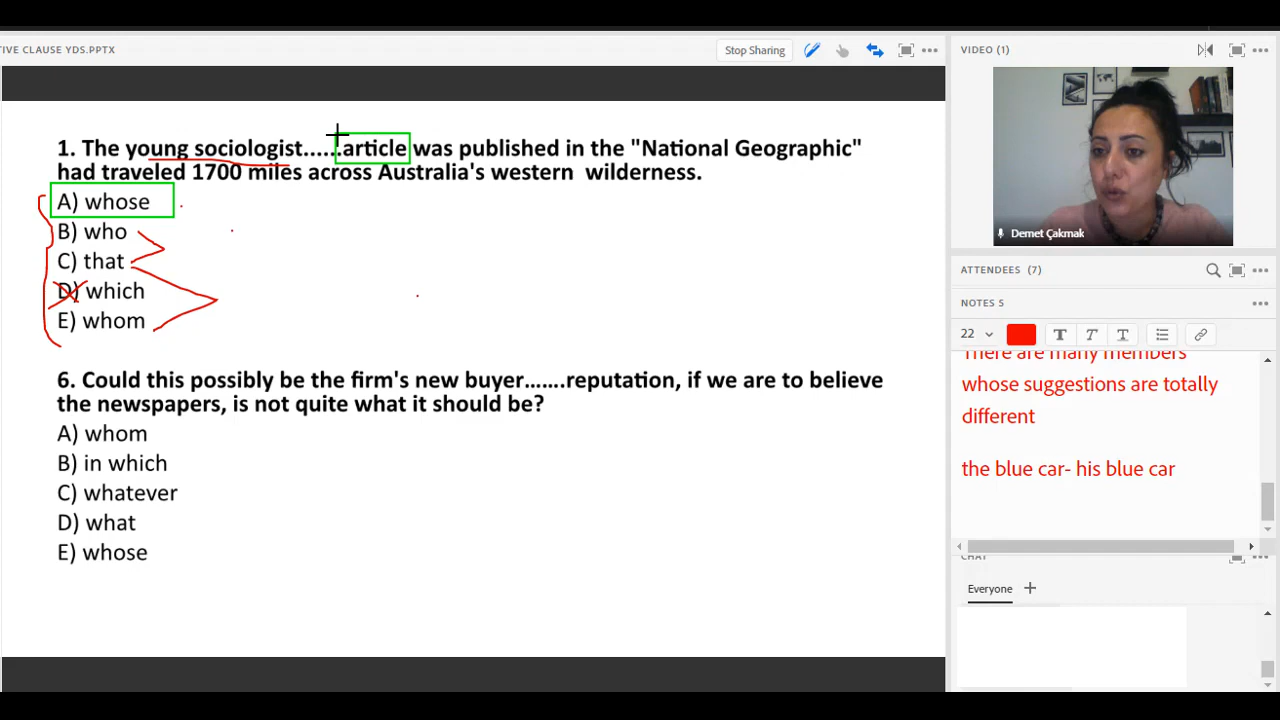 TIVE CLAUSE YDS.PPTX
Stop Sharing
1. The young sociologist......article was published in the "National Geographic"
had traveled 1700 miles across Australia's western wilderness.
A) whose
B) who
C) that
D) which
E) whom
6. Could this possibly be the firm's new buyer.......reputation, if we are to believe
the newspapers, is not quite what it should be?
A) whom
B) in which
C) whatever
D) what
E) whose
VIDEO (1)
Demet Çakmak
ATTENDEES (7)
NOTES 5
22 T T T
There are many members
whose suggestions are totally
different
the blue car- his blue car
CHAT
Everyone